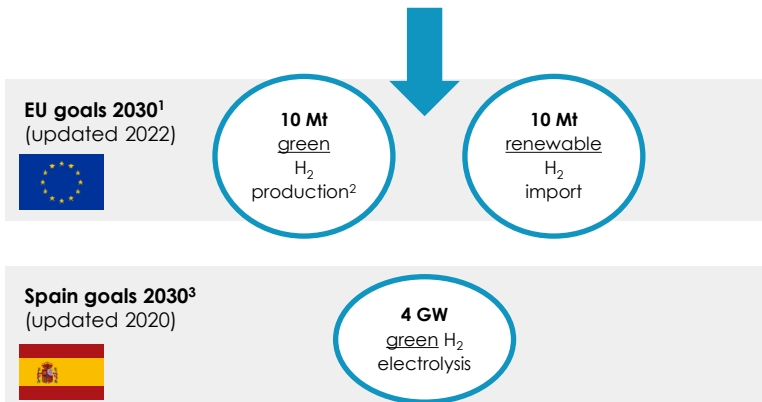 EU goals 2030¹
(updated 2022)
10 Mt
green
H₂
production²
10 Mt
renewable
H₂
import
Spain goals 2030³
(updated 2020)
4 GW
green H₂
electrolysis